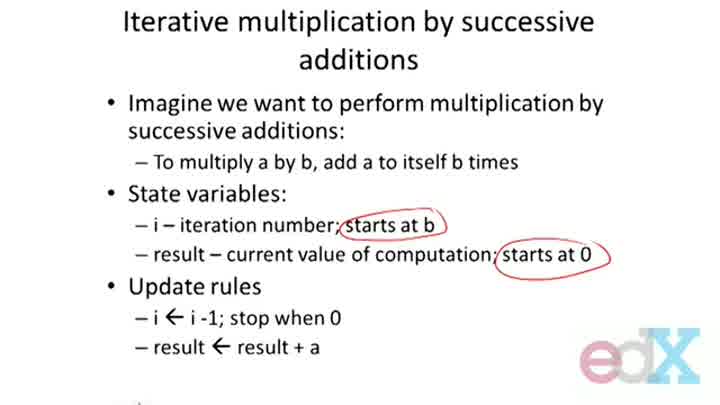 Iterative multiplication by successive
additions
• Imagine we want to perform multiplication by
successive additions:
– To multiply a by b, add a to itself b times
• State variables:
– i – iteration number; starts at b
– result – current value of computation; starts at 0
• Update rules
– i ← i -1; stop when 0
– result ← result + a
edX